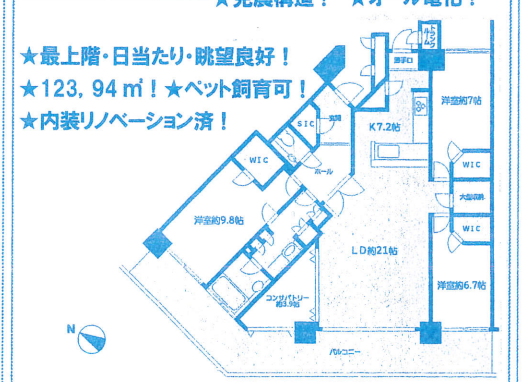 ★免震構造! ★オール電化!
★最上階・日当たり・眺望良好!
★123, 94㎡!★ペット飼育可!
★内装リノベーション済!
トランクルーム
勝手口
洋室約7帖
玄関
K7.2帖
SIC
WIC
ホール
WIC
大型収納
洋室約9.8帖
WIC
LD約21帖
洋室約6.7帖
コンサバトリー
約3.9帖
N
バルコニー